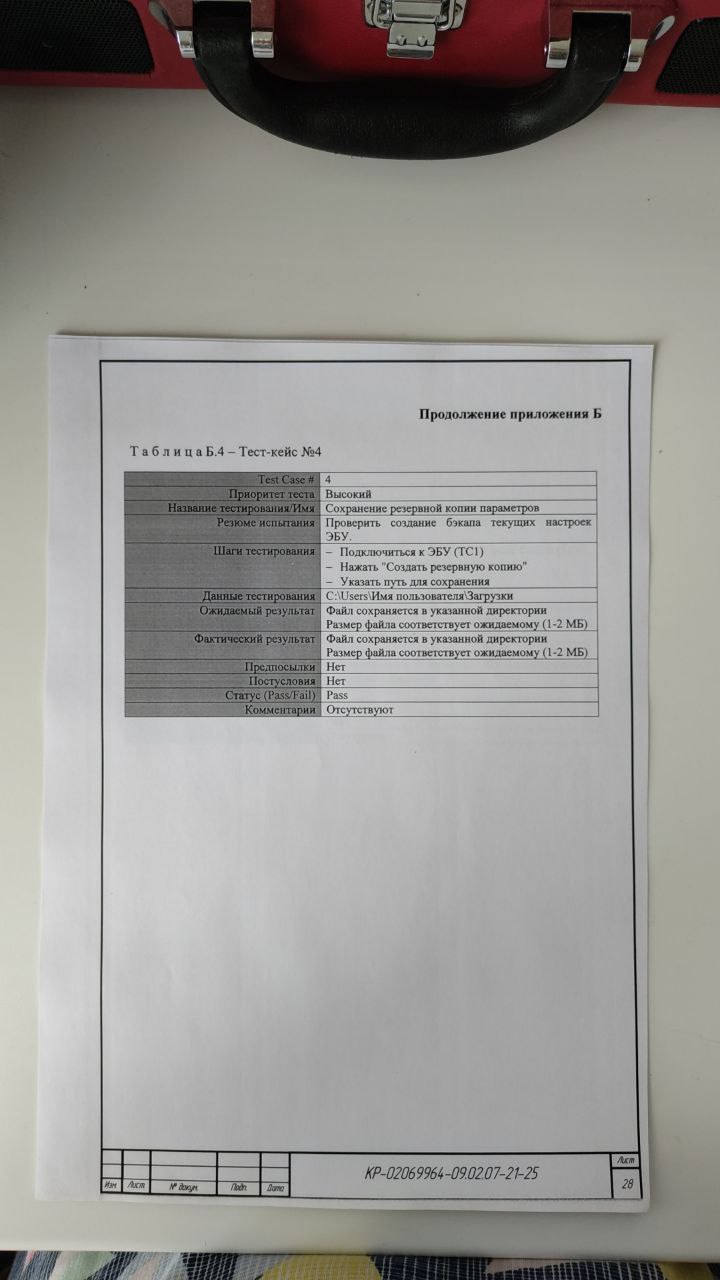 Продолжение приложения Б
Т а б л и ц а Б.4 – Тест-кейс №4
Test Case # 4
Приоритет теста Высокий
Название тестирования/Имя Сохранение резервной копии параметров
Резюме испытания Проверить создание бэкапа текущих настроек
ЭБУ.
Шаги тестирования – Подключиться к ЭБУ (ТС1)
– Нажать "Создать резервную копию"
– Указать путь для сохранения
Данные тестирования C:\Users\Имя пользователя\Загрузки
Ожидаемый результат Файл сохраняется в указанной директории
Размер файла соответствует ожидаемому (1-2 МБ)
Фактический результат Файл сохраняется в указанной директории
Размер файла соответствует ожидаемому (1-2 МБ)
Предпосылки Нет
Постусловия Нет
Статус (Pass/Fail) Pass
Комментарии Отсутствуют
КР-02069964-09.02.07-21-25
Лист
28
Изм. Лист № докум. Подп. Дата